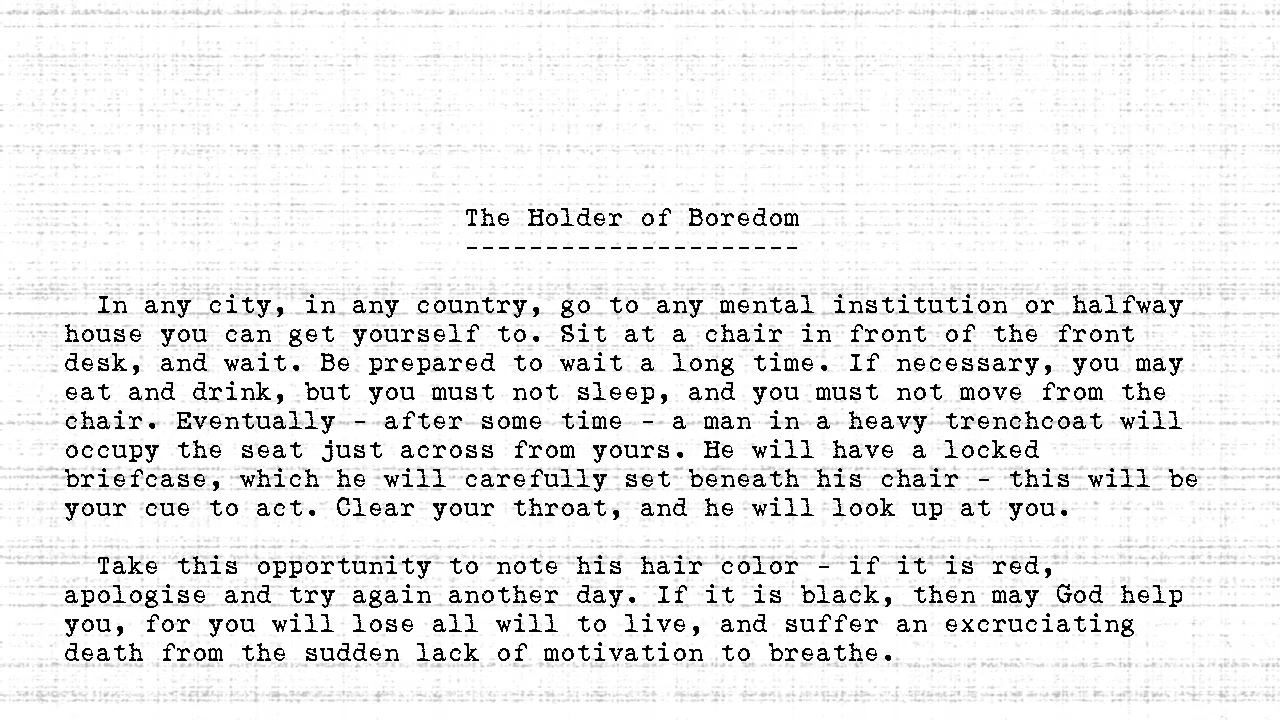 The Holder of Boredom
---------------------
In any city, in any country, go to any mental institution or halfway
house you can get yourself to. Sit at a chair in front of the front
desk, and wait. Be prepared to wait a long time. If necessary, you may
eat and drink, but you must not sleep, and you must not move from the
chair. Eventually - after some time - a man in a heavy trenchcoat will
occupy the seat just across from yours. He will have a locked
briefcase, which he will carefully set beneath his chair - this will be
your cue to act. Clear your throat, and he will look up at you.
Take this opportunity to note his hair color - if it is red,
apologise and try again another day. If it is black, then may God help
you, for you will lose all will to live, and suffer an excruciating
death from the sudden lack of motivation to breathe.